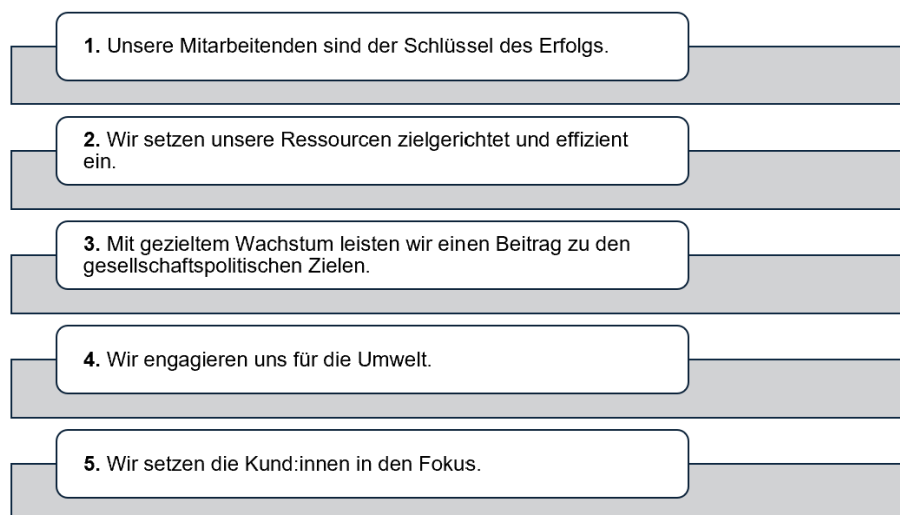 1. Unsere Mitarbeitenden sind der Schlüssel des Erfolgs.
2. Wir setzen unsere Ressourcen zielgerichtet und effizient
ein.
3. Mit gezieltem Wachstum leisten wir einen Beitrag zu den
gesellschaftspolitischen Zielen.
4. Wir engagieren uns für die Umwelt.
5. Wir setzen die Kund:innen in den Fokus.